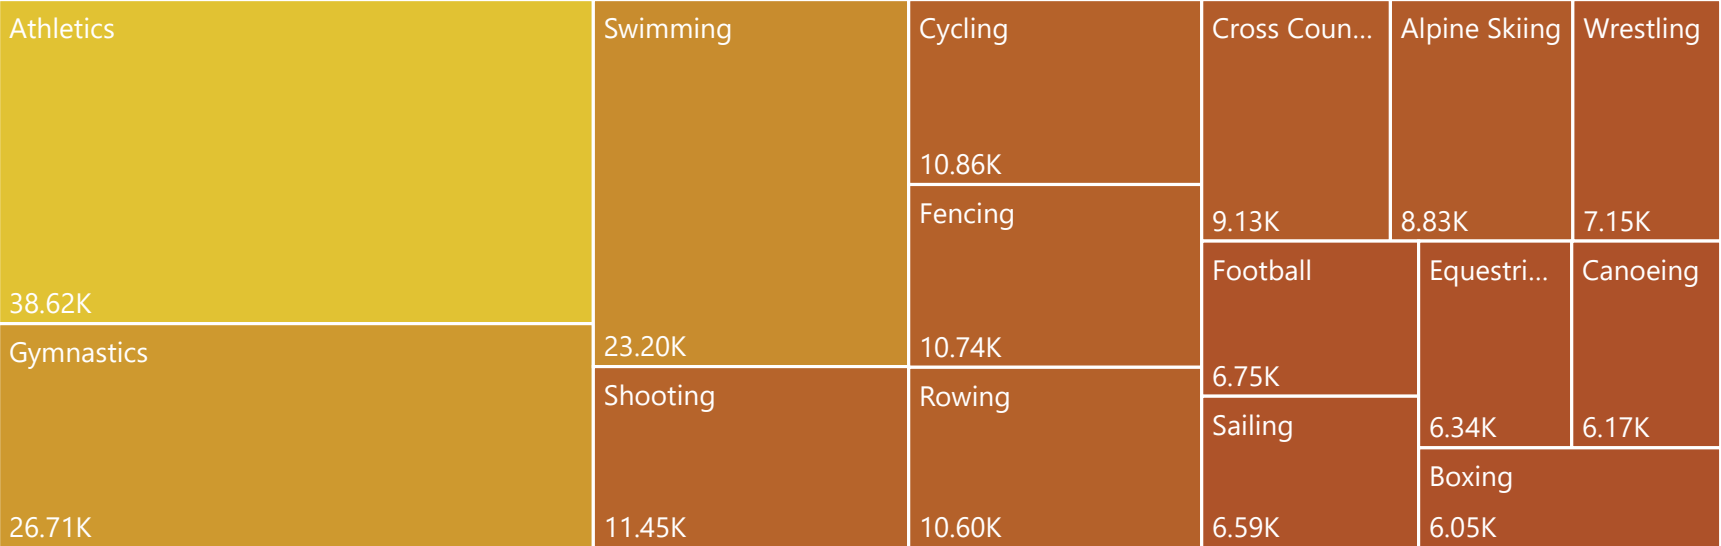 Athletics
38.62K
Gymnastics
26.71K
Swimming
23.20K
Shooting
11.45K
Cycling
10.86K
Fencing
10.74K
Rowing
10.60K
Cross Coun...
9.13K
Alpine Skiing
8.83K
Wrestling
7.15K
Football
6.75K
Sailing
6.59K
Equestri...
6.34K
Canoeing
6.17K
Boxing
6.05K